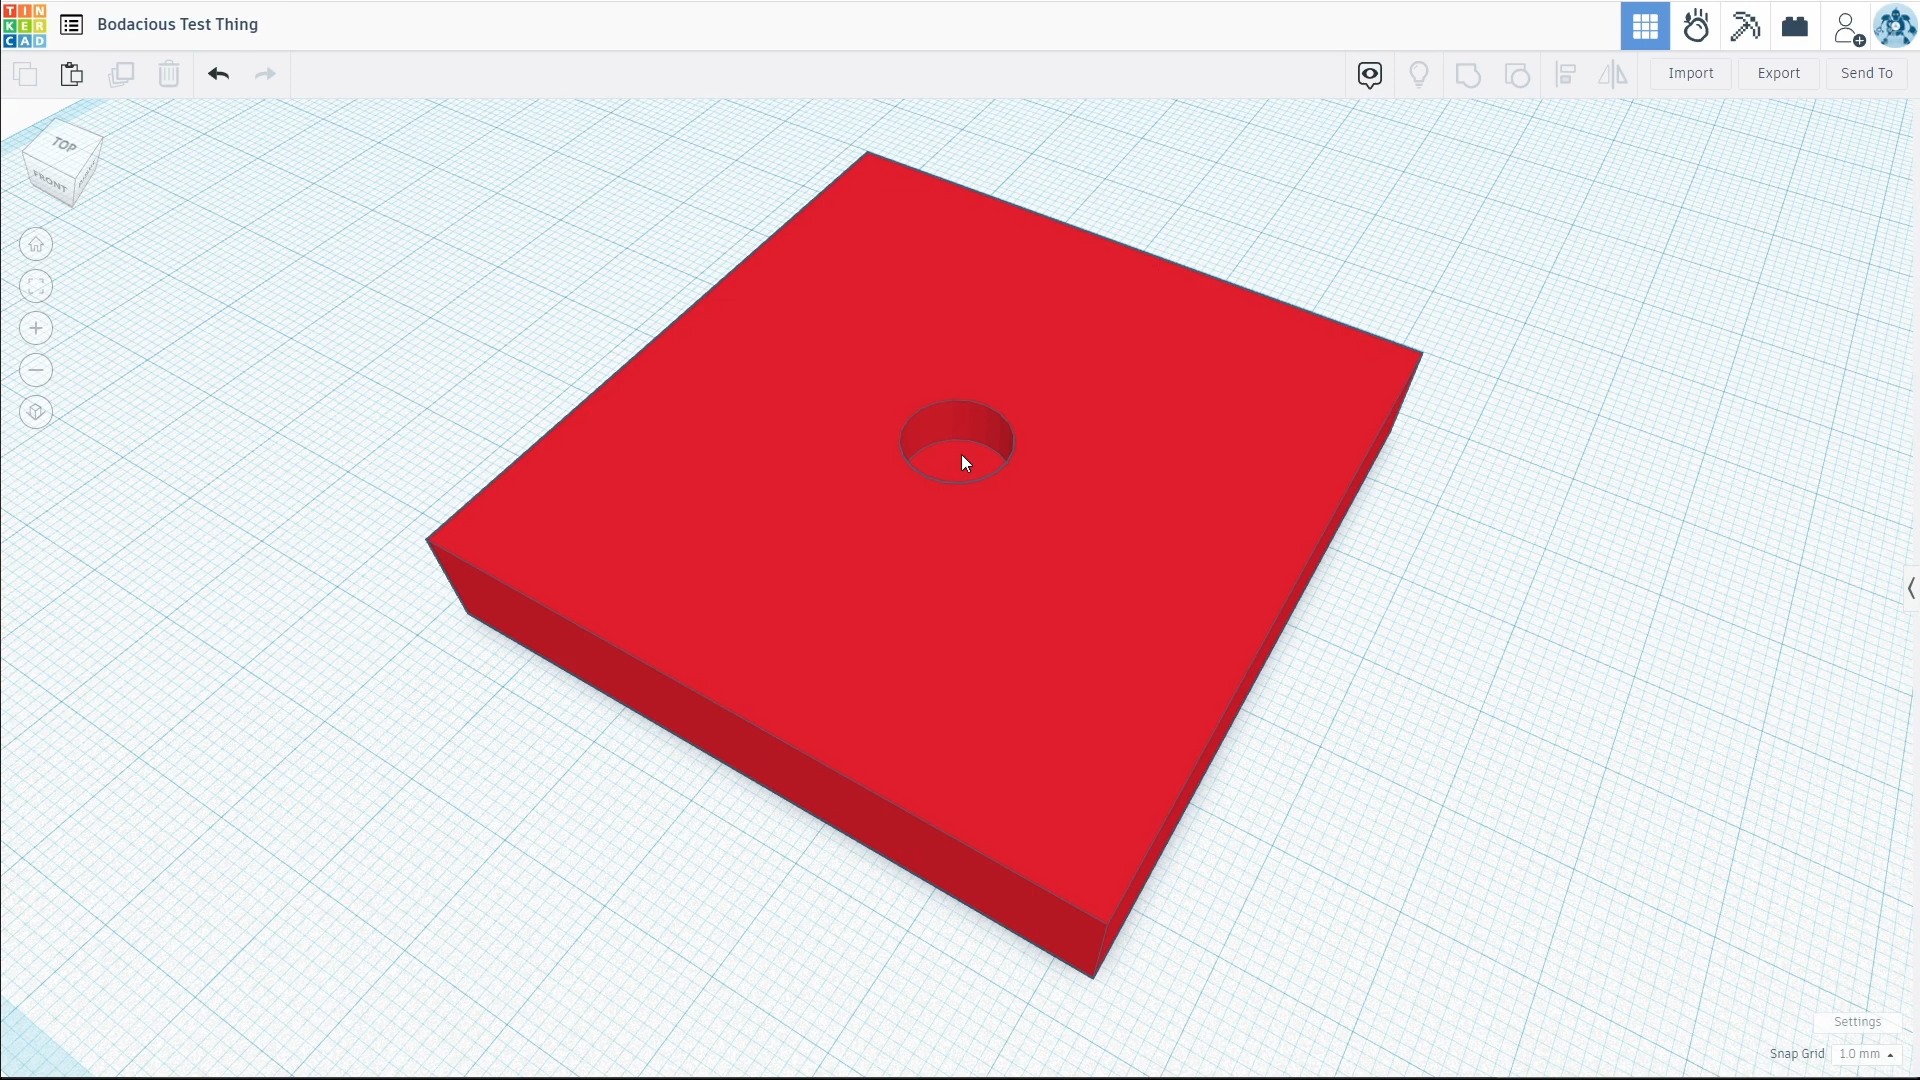 TIN
KER
CAD
Bodacious Test Thing
Import
Export
Send To
TOP
FRONT
Settings
Snap Grid 1.0 mm